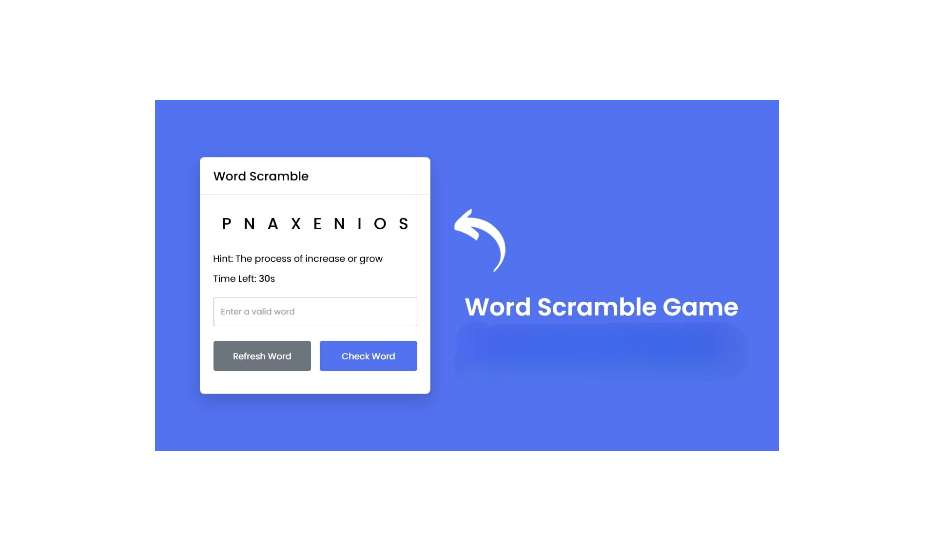 Word Scramble
P N A X E N I O S
Hint: The process of increase or grow
Time Left: 30s
Enter a valid word
Refresh Word Check Word
Word Scramble Game